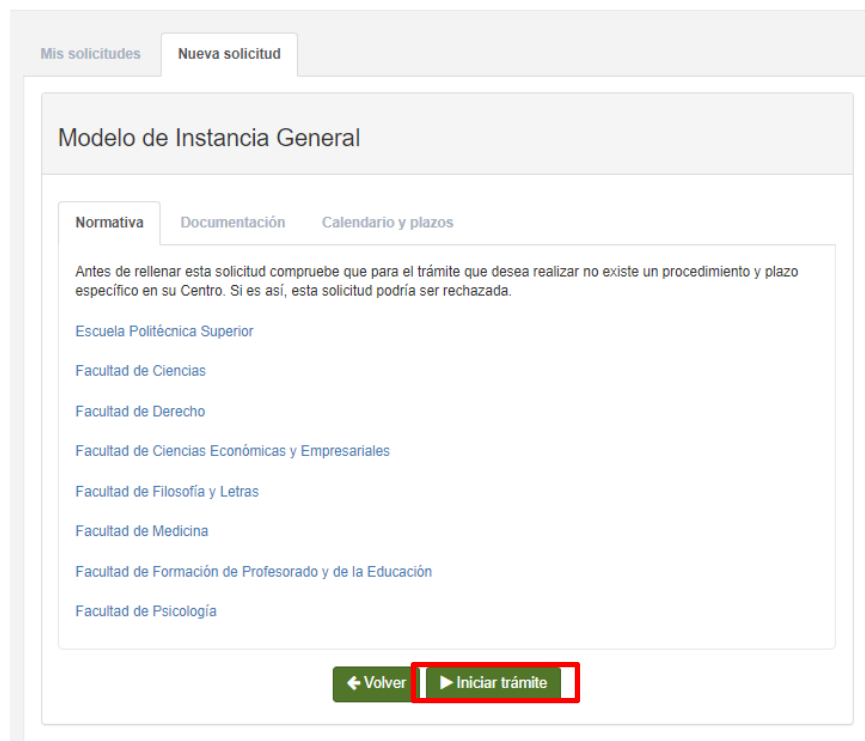 Mis solicitudes
Nueva solicitud
Modelo de Instancia General
Normativa
Documentación
Calendario y plazos
Antes de rellenar esta solicitud compruebe que para el trámite que desea realizar no existe un procedimiento y plazo
específico en su Centro. Si es así, esta solicitud podría ser rechazada.
Escuela Politécnica Superior
Facultad de Ciencias
Facultad de Derecho
Facultad de Ciencias Económicas y Empresariales
Facultad de Filosofía y Letras
Facultad de Medicina
Facultad de Formación de Profesorado y de la Educación
Facultad de Psicología
Volver
Iniciar trámite